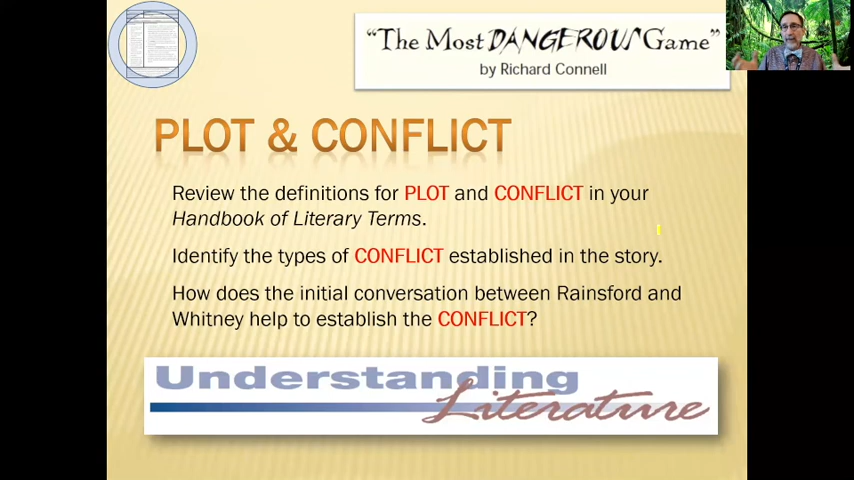 "The Most DANGEROUS Game"
by Richard Connell
PLOT & CONFLICT
Review the definitions for PLOT and CONFLICT in your
Handbook of Literary Terms.
Identify the types of CONFLICT established in the story.
How does the initial conversation between Rainsford and
Whitney help to establish the CONFLICT?
Understanding
Literature